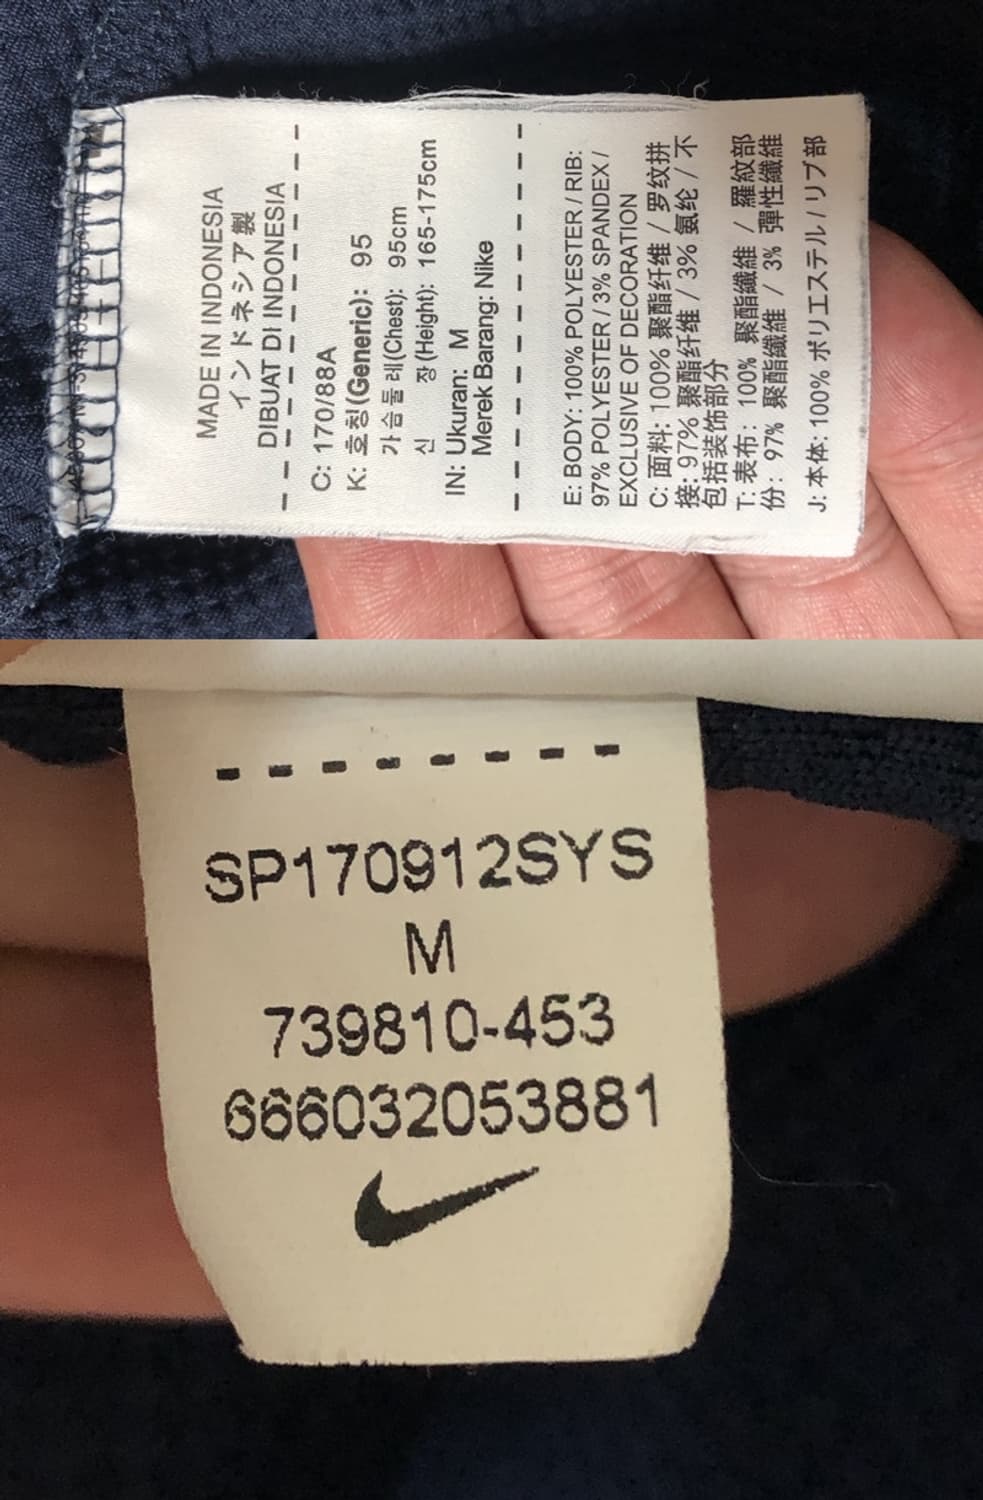 MADE IN INDONESIA
インドネシア製
DIBUAT DI INDONESIA
C: 170/88A
K: 호칭(Generic): 95
가슴둘레(Chest): 95cm
신 장(Height): 165-175cm
IN: Ukuran: M
Merek Barang: Nike
E: BODY: 100% POLYESTER / RIB:
97% POLYESTER / 3% SPANDEX /
EXCLUSIVE OF DECORATION
C: 面料: 100% 聚酯纤维 / 罗纹拼
接: 97% 聚酯纤维 / 3% 氨纶 / 不
包括装饰部分
T: 表布: 100% 聚酯纖維 / 羅紋部
份: 97% 聚酯纖維 / 3% 彈性纖維
J: 本体: 100% ポリエステル / リブ部
SP170912SYS
M
739810-453
666032053881